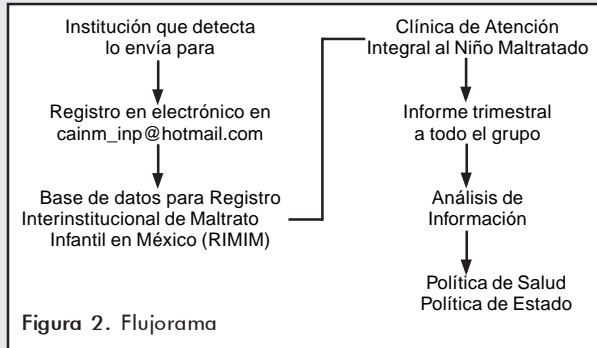 Institución que detecta
lo envía para
Registro en electrónico en
cainm_inp@hotmail.com
Base de datos para Registro
Interinstitucional de Maltrato
Infantil en México (RIMIM)
Clínica de Atención
Integral al Niño Maltratado
Informe trimestral
a todo el grupo
Análisis de
Información
Política de Salud
Política de Estado
Figura 2. Flujorama